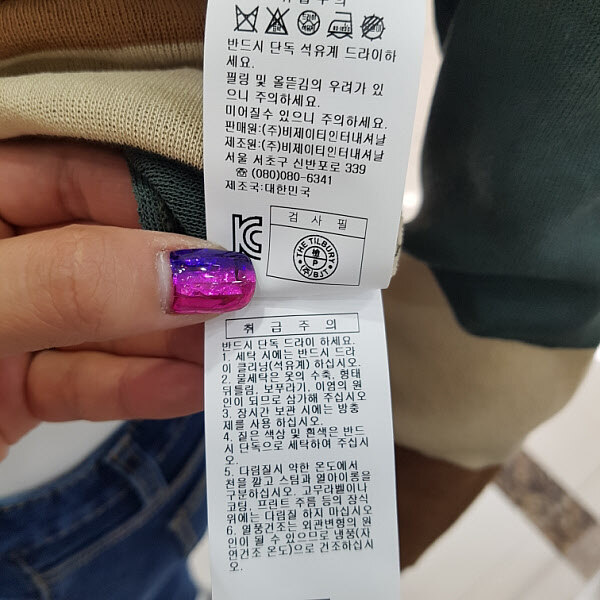 반드시 단독 석유계 드라이하
세요.
필링 및 올뜯김의 우려가 있
으니 주의하세요.
미어질수 있으니 주의하세요.
판매원:(주)비제이티인터내셔날
제조원:(주)비제이티인터내셔날
서울 서초구 신반포로 339
☎ (080)080-6341
제조국:대한민국
검 사 필
THE TILBURY
檢
P
(주)BJT
취 급 주 의
반드시 단독 드라이 하세요.
1. 세탁 시에는 반드시 드라
이 클리닝(석유계) 하십시오.
2. 물세탁은 옷의 수축, 형태
뒤틀림, 보푸라기, 이염의 원
인이 되므로 삼가해 주십시오
3. 장시간 보관 시에는 방충
제를 사용 하십시오.
4. 짙은 색상 및 흰색은 반드
시 단독으로 세탁하여 주십시
오.
5. 다림질시 약한 온도에서
천을 깔고 스팀과 열아이롱을
구분하십시오. 고무라벨이나
코팅, 프린트 주름 등의 장식
위에는 다림질 하지 마십시오
6. 열풍건조는 외관변형의 원
인이 될 수 있으므로 냉풍(자
연건조 온도)으로 건조하십시
오.